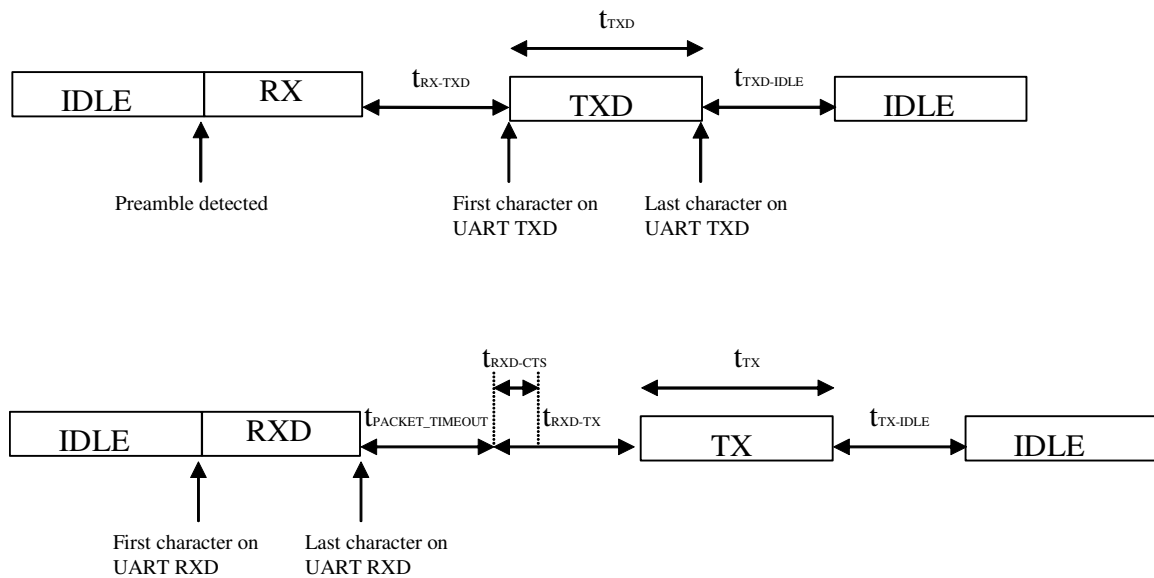 tTXD
IDLE
RX
tRX-TXD
TXD
tTXD-IDLE
IDLE
Preamble detected
First character on
UART TXD
Last character on
UART TXD
tRXD-CTS
tTX
IDLE
RXD
tPACKET_TIMEOUT
tRXD-TX
TX
tTX-IDLE
IDLE
First character on
UART RXD
Last character on
UART RXD